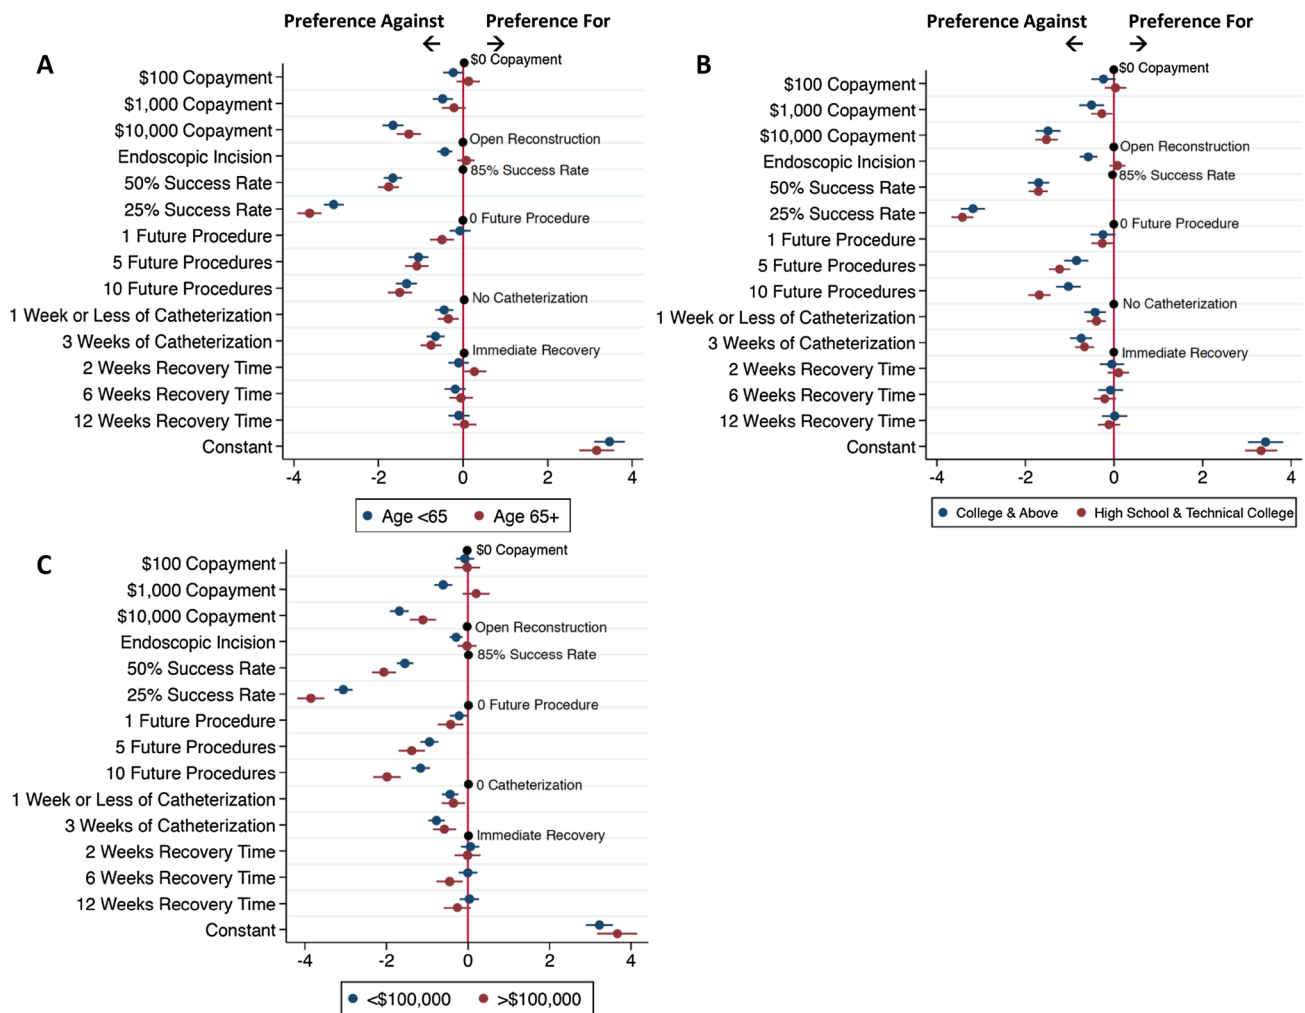 Preference Against Preference For
A
$0 Copayment
$100 Copayment
$1,000 Copayment
$10,000 Copayment
Open Reconstruction
Endoscopic Incision
85% Success Rate
50% Success Rate
25% Success Rate
0 Future Procedure
1 Future Procedure
5 Future Procedures
10 Future Procedures
No Catheterization
1 Week or Less of Catheterization
3 Weeks of Catheterization
Immediate Recovery
2 Weeks Recovery Time
6 Weeks Recovery Time
12 Weeks Recovery Time
Constant
-4 -2 0 2 4
Age <65 Age 65+
Preference Against Preference For
B
$0 Copayment
$100 Copayment
$1,000 Copayment
$10,000 Copayment
Open Reconstruction
Endoscopic Incision
85% Success Rate
50% Success Rate
25% Success Rate
0 Future Procedure
1 Future Procedure
5 Future Procedures
10 Future Procedures
No Catheterization
1 Week or Less of Catheterization
3 Weeks of Catheterization
Immediate Recovery
2 Weeks Recovery Time
6 Weeks Recovery Time
12 Weeks Recovery Time
Constant
-4 -2 0 2 4
College & Above High School & Technical College
C
$0 Copayment
$100 Copayment
$1,000 Copayment
$10,000 Copayment
Open Reconstruction
Endoscopic Incision
85% Success Rate
50% Success Rate
25% Success Rate
0 Future Procedure
1 Future Procedure
5 Future Procedures
10 Future Procedures
0 Catheterization
1 Week or Less of Catheterization
3 Weeks of Catheterization
Immediate Recovery
2 Weeks Recovery Time
6 Weeks Recovery Time
12 Weeks Recovery Time
Constant
-4 -2 0 2 4
<$100,000 >$100,000